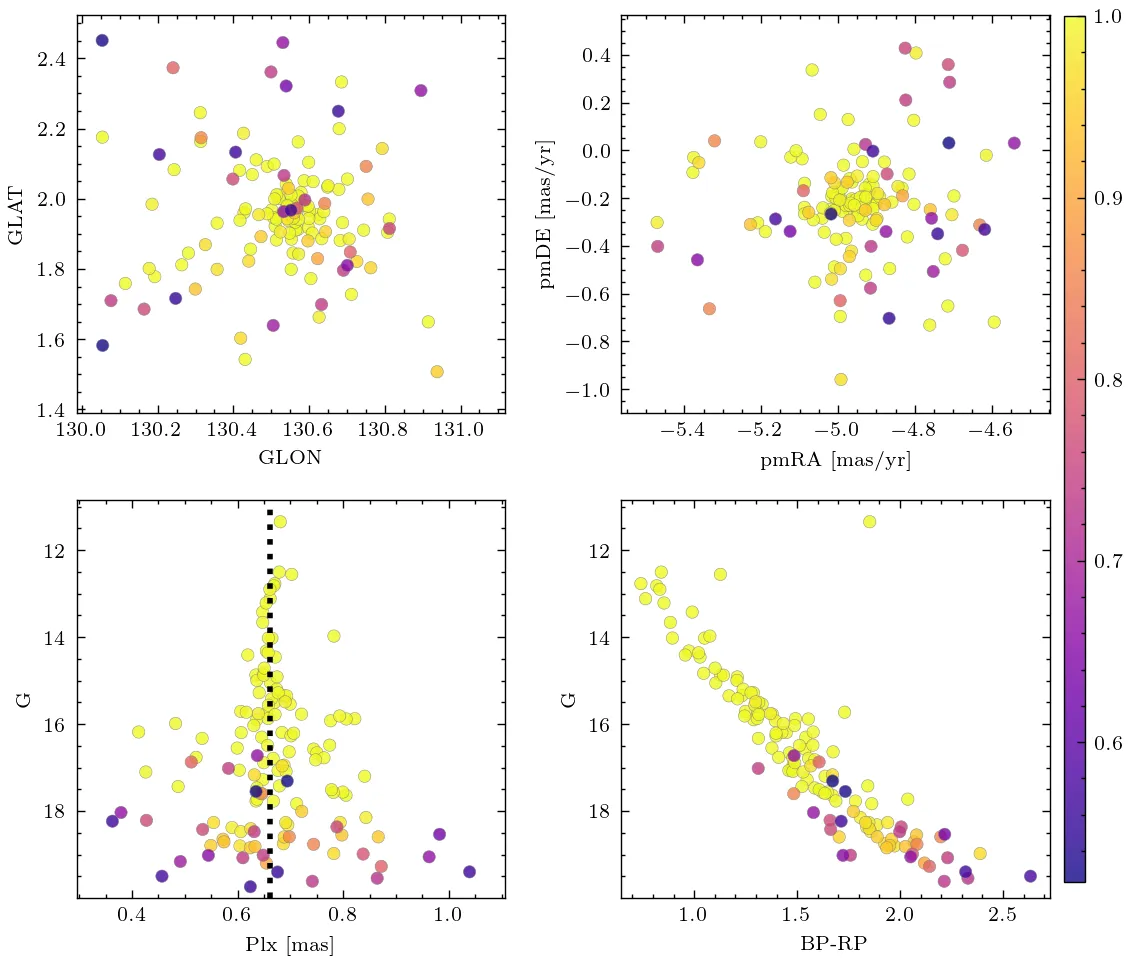 2.4
2.2
2.0
1.8
1.6
1.4
GLAT
130.0 130.2 130.4 130.6 130.8 131.0
GLON
0.4
0.2
0.0
−0.2
−0.4
−0.6
−0.8
−1.0
pmDE [mas/yr]
−5.4 −5.2 −5.0 −4.8 −4.6
pmRA [mas/yr]
1.0
0.9
0.8
0.7
0.6
12
14
16
18
G
0.4 0.6 0.8 1.0
Plx [mas]
12
14
16
18
G
1.0 1.5 2.0 2.5
BP-RP